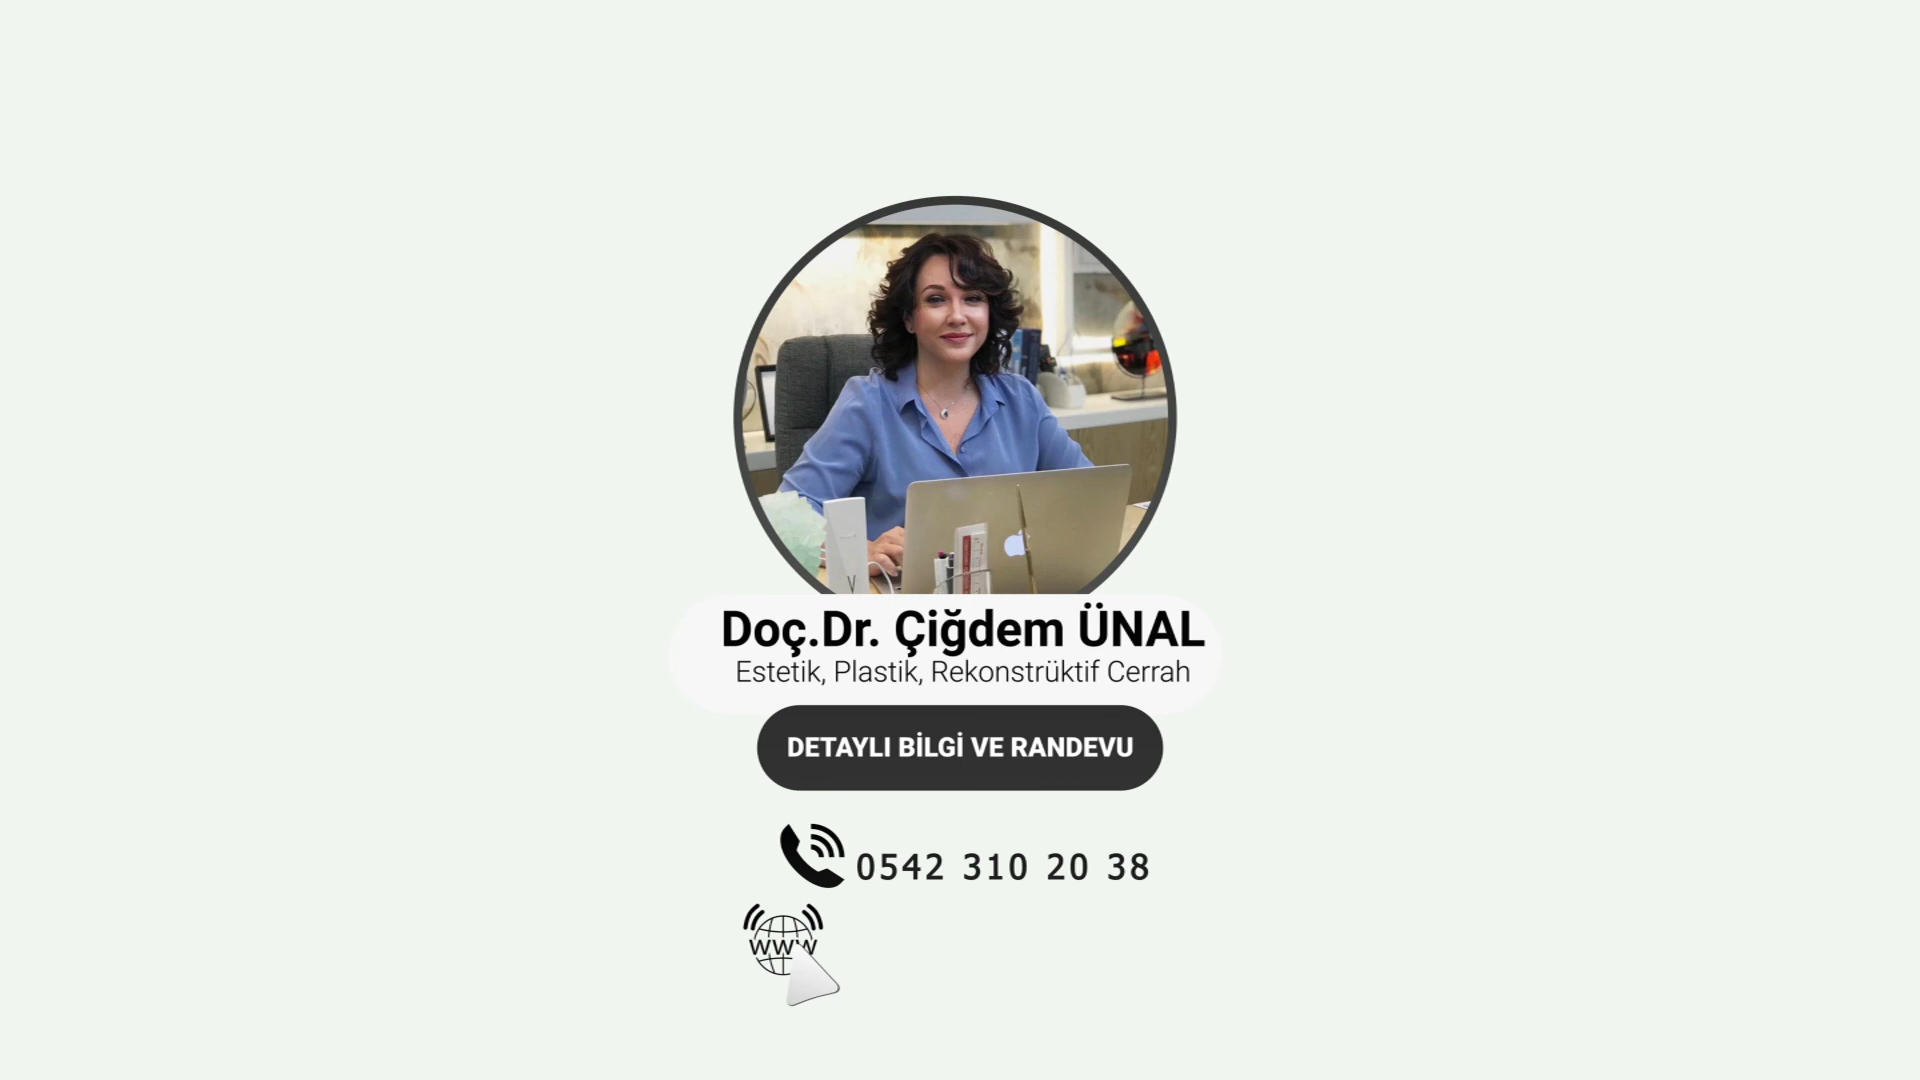 Doç.Dr. Çiğdem ÜNAL
Estetik, Plastik, Rekonstrüktif Cerrah
DETAYLI BİLGİ VE RANDEVU
0542 310 20 38
WWW